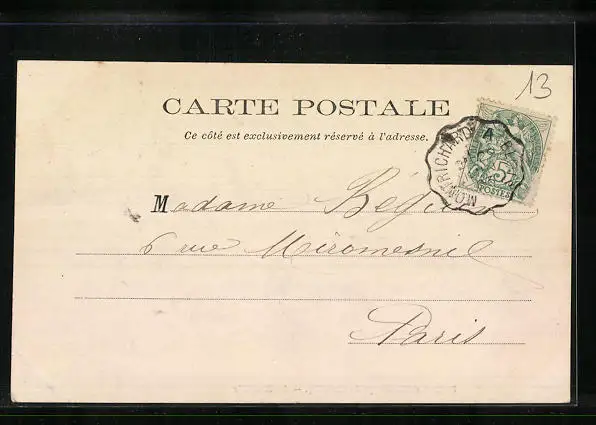 13
CARTE POSTALE
Ce côté est exclusivement réservé à l'adresse.
5
POSTES
Madame
6 rue Miromesnil
Paris